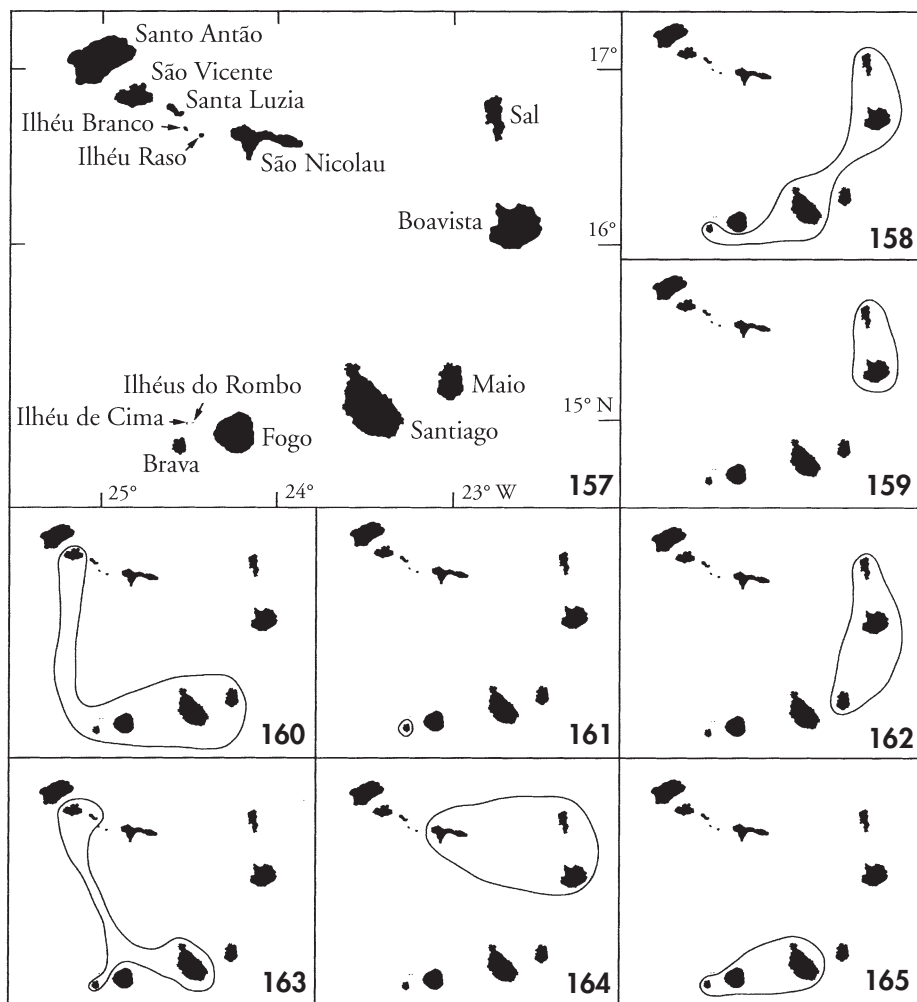 Santo Antão
São Vicente
Santa Luzia
Ilhéu Branco
Ilhéu Raso
São Nicolau
Sal
Boavista
17°
16°
15° N
Ilhéus do Rombo
Ilhéu de Cima
Brava
Fogo
Santiago
Maio
25°
24°
23° W
157
158
159
160
161
162
163
164
165